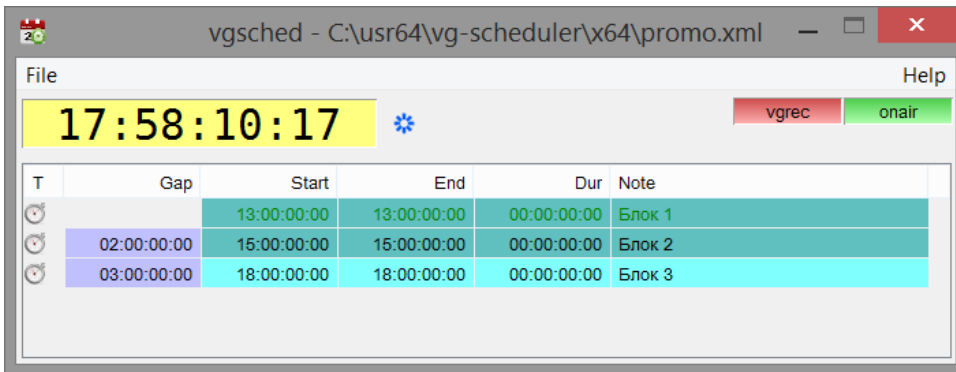 20
vgsched - C:\usr64\vg-scheduler\x64\promo.xml
File Help
17:58:10:17 vgrec onair
T Gap Start End Dur Note
13:00:00:00 13:00:00:00 00:00:00:00 Блок 1
02:00:00:00 15:00:00:00 15:00:00:00 00:00:00:00 Блок 2
03:00:00:00 18:00:00:00 18:00:00:00 00:00:00:00 Блок 3